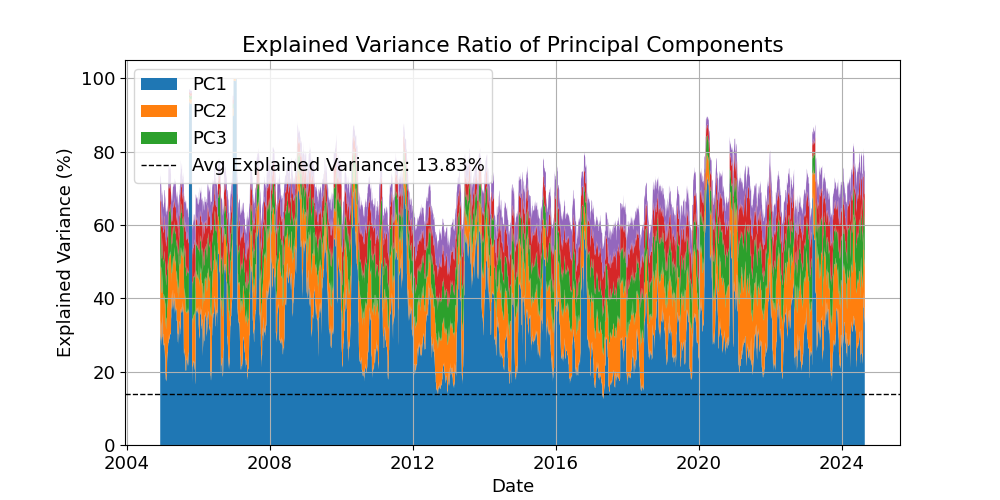 Explained Variance Ratio of Principal Components
100
80
60
40
20
0
Explained Variance (%)
PC1
PC2
PC3
Avg Explained Variance: 13.83%
2004 2008 2012 2016 2020 2024
Date